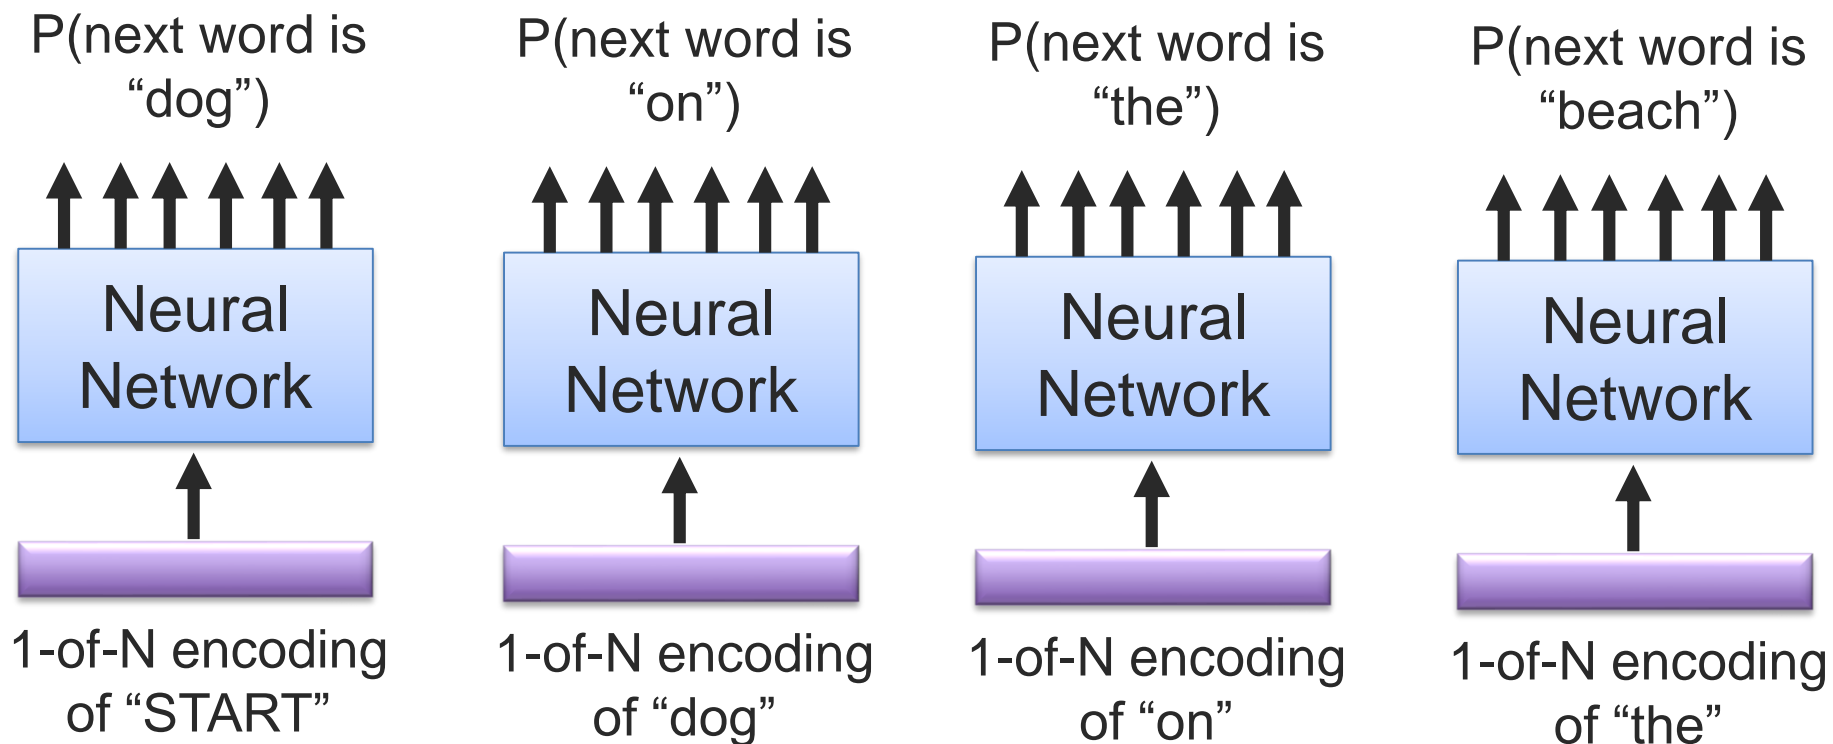 P(next word is
“dog”)
P(next word is
“on”)
P(next word is
“the”)
P(next word is
“beach”)
Neural
Network
Neural
Network
Neural
Network
Neural
Network
1-of-N encoding
of “START”
1-of-N encoding
of “dog”
1-of-N encoding
of “on”
1-of-N encoding
of “the”